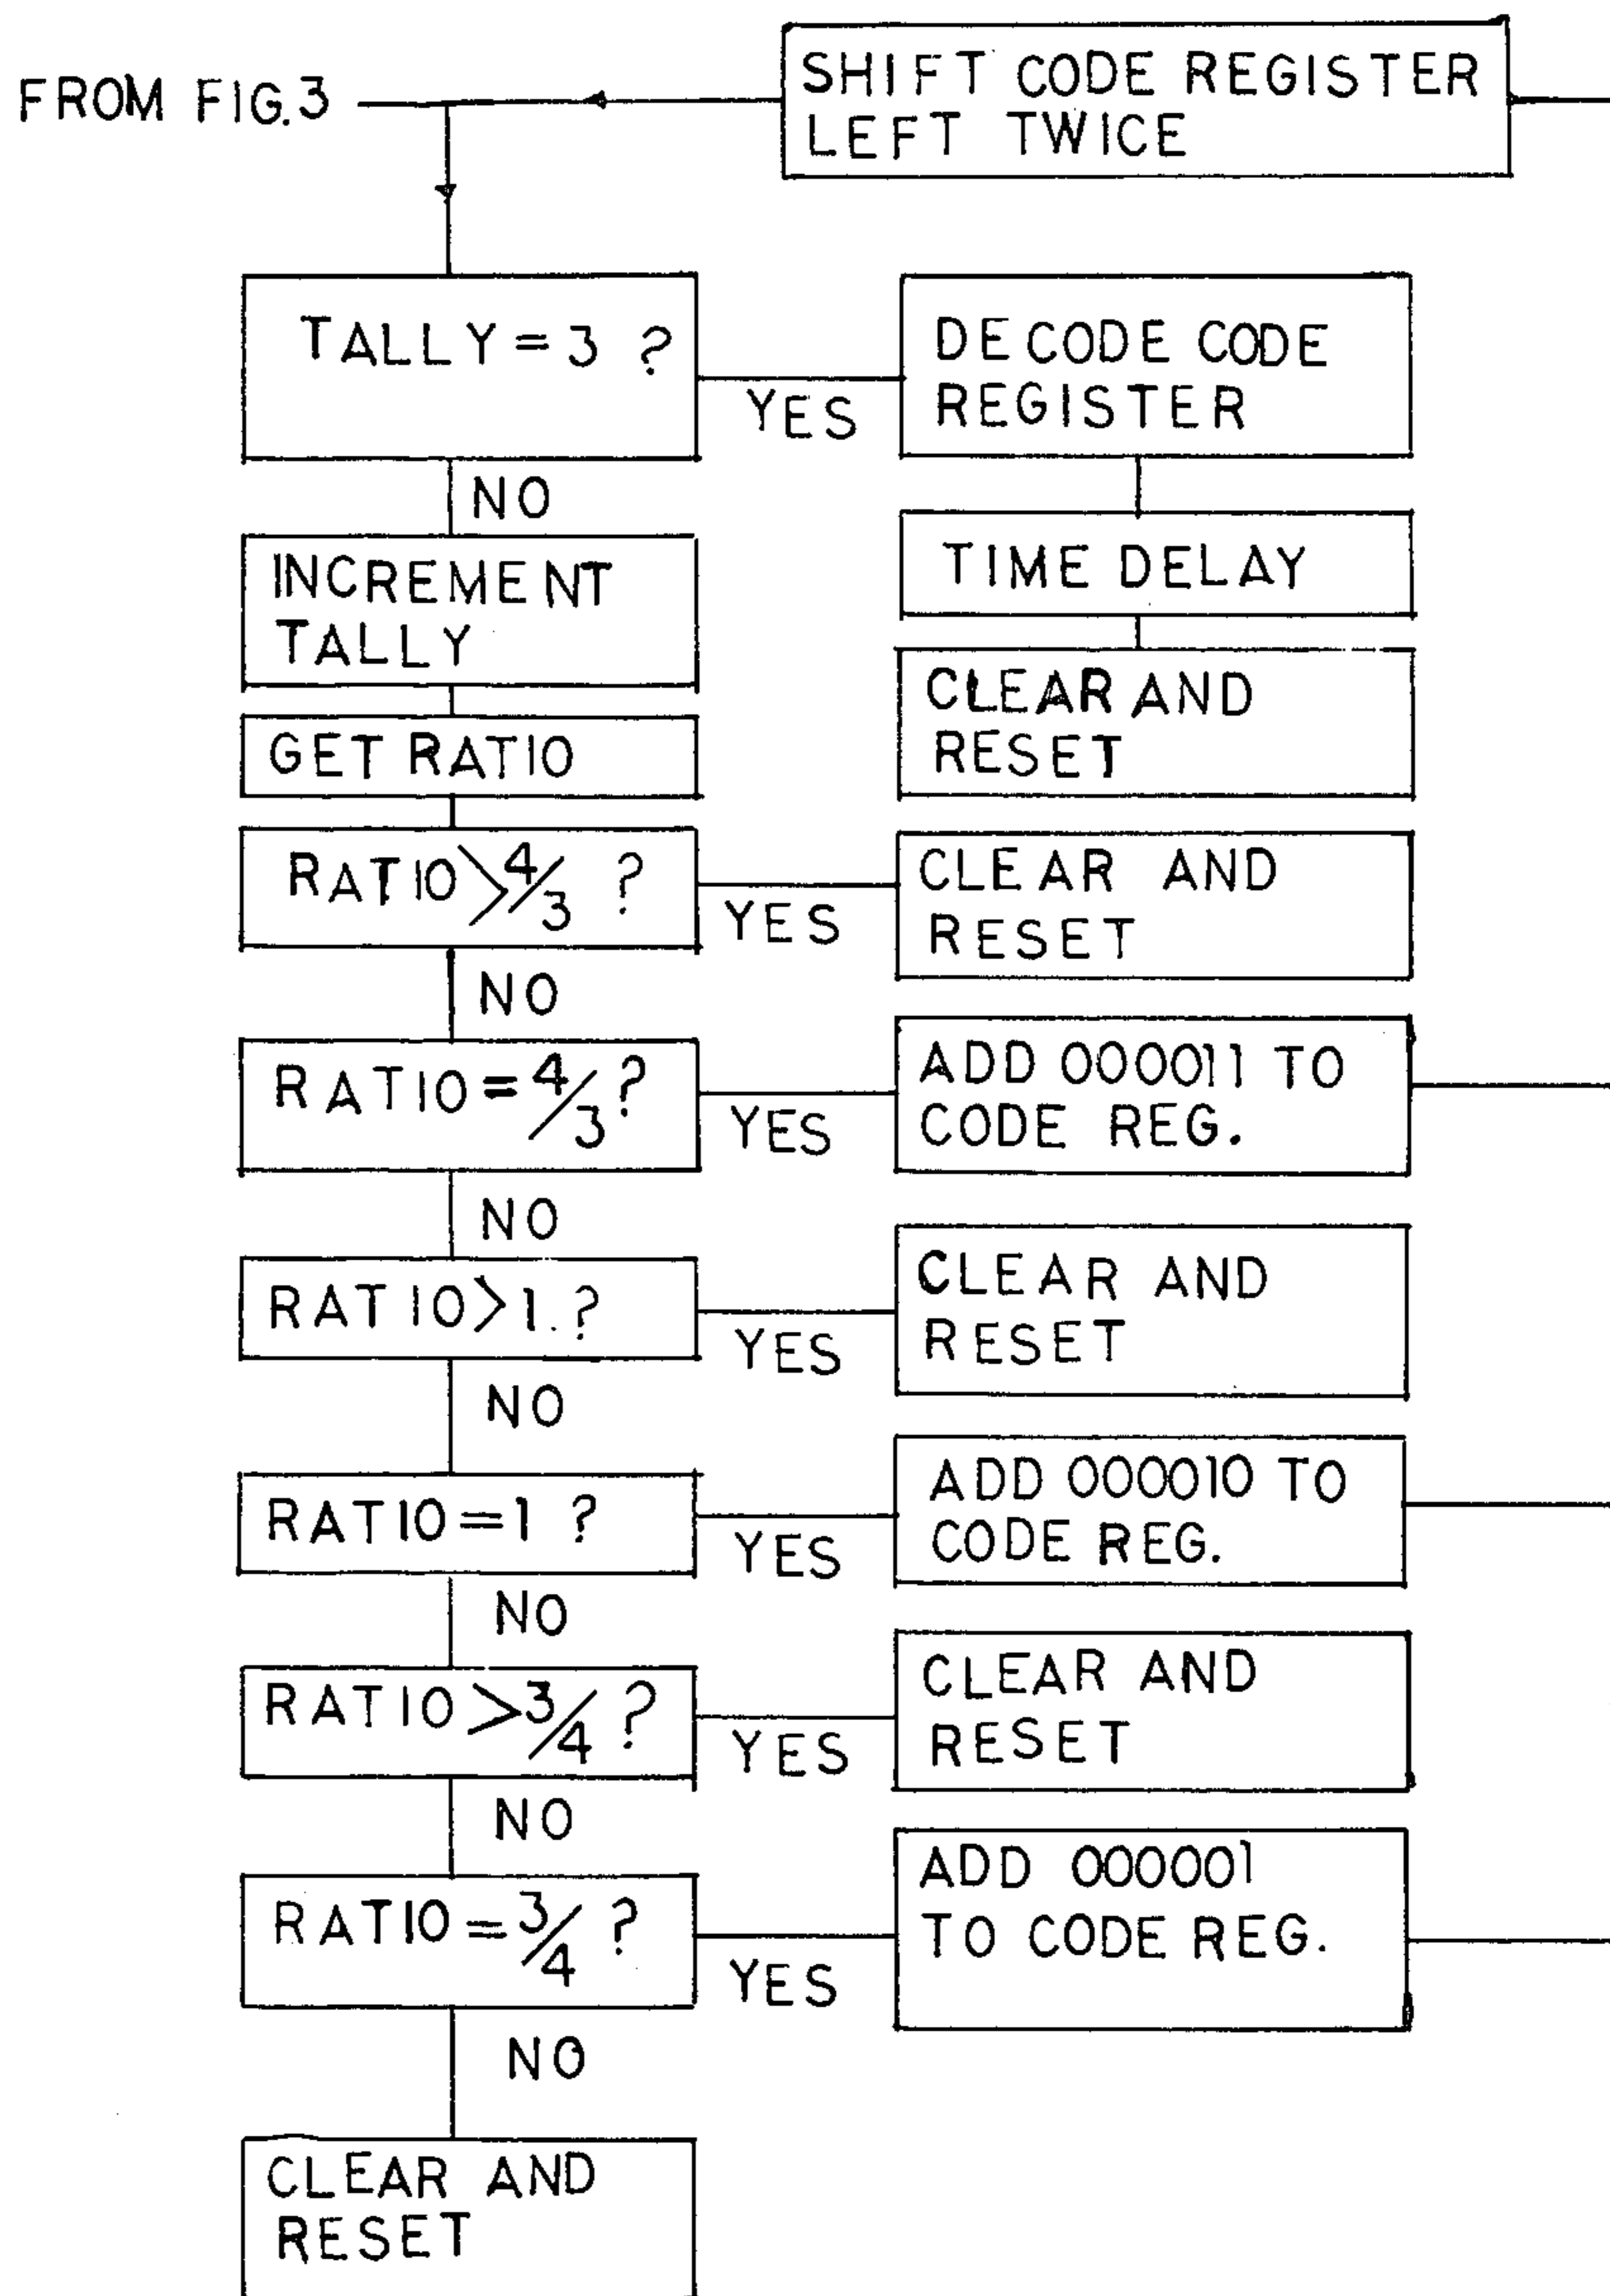 FROM FIG.3
SHIFT CODE REGISTER
LEFT TWICE
TALLY = 3 ?
YES
DECODE CODE
REGISTER
NO
TIME DELAY
INCREMENT
TALLY
CLEAR AND
RESET
GET RATIO
RATIO > 4/3 ?
YES
CLEAR AND
RESET
NO
RATIO = 4/3 ?
YES
ADD 000011 TO
CODE REG.
NO
RATIO > 1 ?
YES
CLEAR AND
RESET
NO
RATIO = 1 ?
YES
ADD 000010 TO
CODE REG.
NO
RATIO > 3/4 ?
YES
CLEAR AND
RESET
NO
RATIO = 3/4 ?
YES
ADD 000001
TO CODE REG.
NO
CLEAR AND
RESET